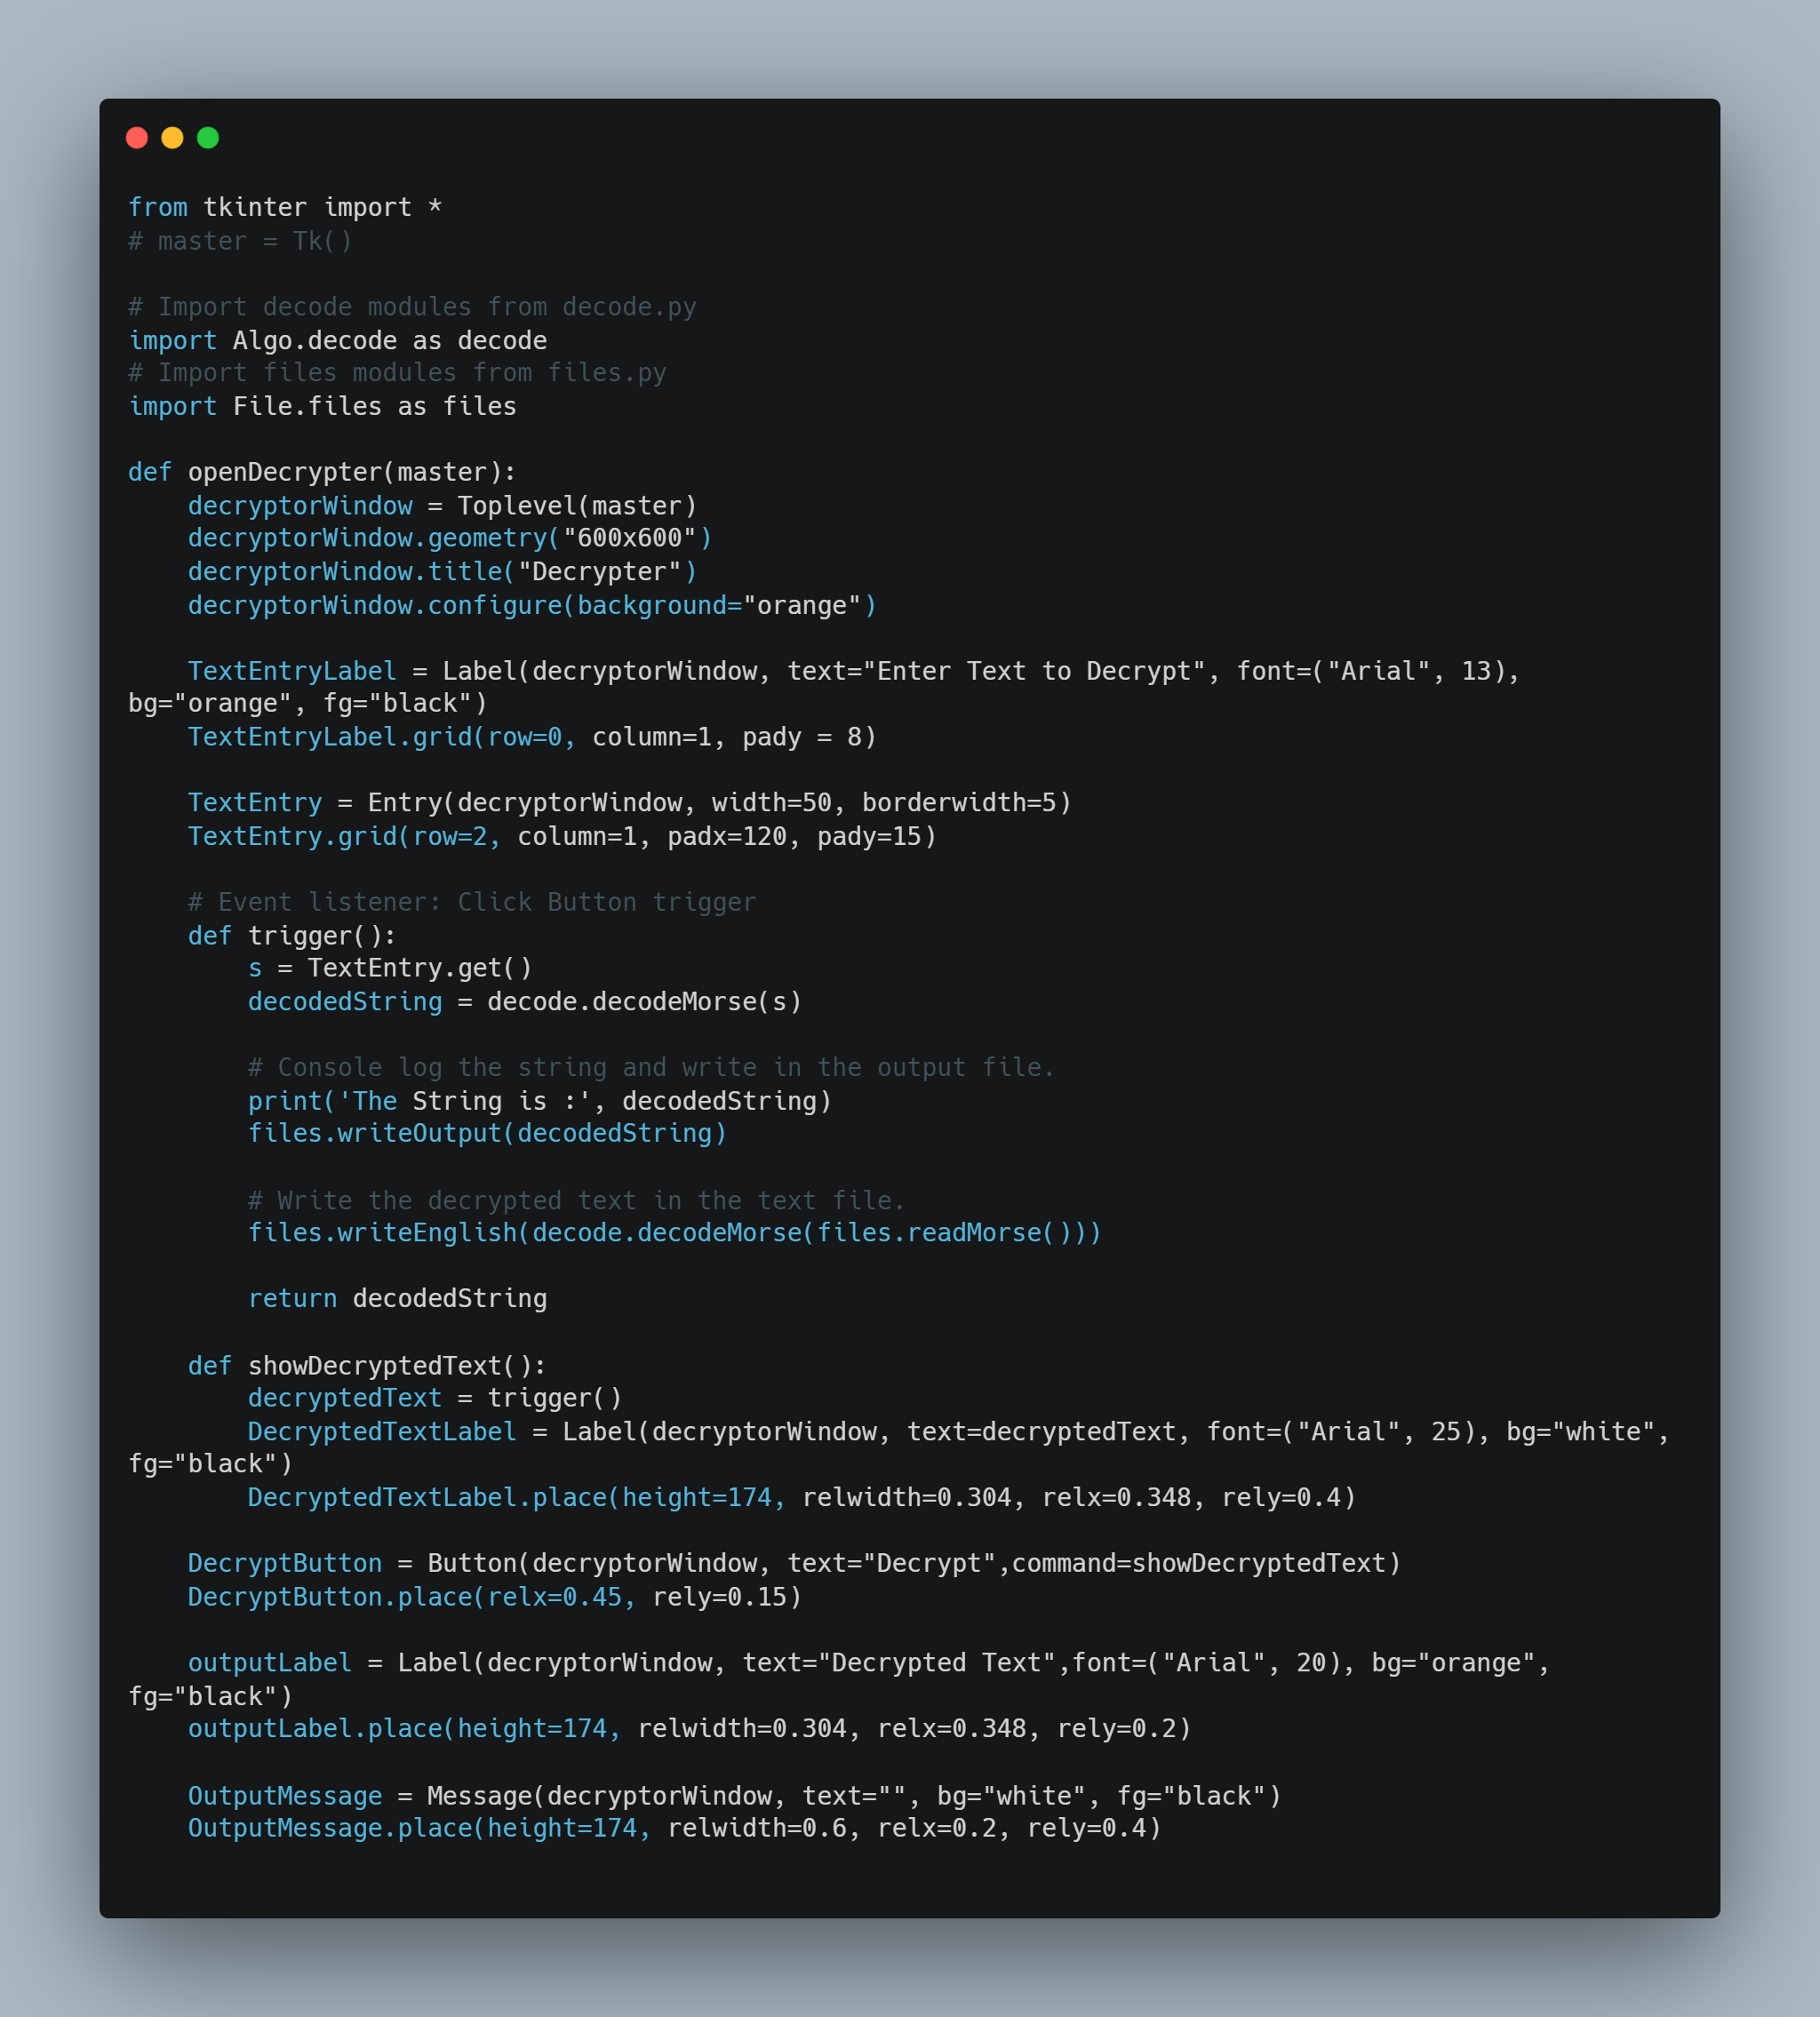 from tkinter import *
# master = Tk()
# Import decode modules from decode.py
import Algo.decode as decode
# Import files modules from files.py
import File.files as files
def openDecrypter(master):
    decryptorWindow = Toplevel(master)
    decryptorWindow.geometry("600x600")
    decryptorWindow.title("Decrypter")
    decryptorWindow.configure(background="orange")
    TextEntryLabel = Label(decryptorWindow, text="Enter Text to Decrypt", font=("Arial", 13),
bg="orange", fg="black")
    TextEntryLabel.grid(row=0, column=1, pady = 8)
    TextEntry = Entry(decryptorWindow, width=50, borderwidth=5)
    TextEntry.grid(row=2, column=1, padx=120, pady=15)
    # Event listener: Click Button trigger
    def trigger():
        s = TextEntry.get()
        decodedString = decode.decodeMorse(s)
        # Console log the string and write in the output file.
        print('The String is :', decodedString)
        files.writeOutput(decodedString)
        # Write the decrypted text in the text file.
        files.writeEnglish(decode.decodeMorse(files.readMorse()))
        return decodedString
    def showDecryptedText():
        decryptedText = trigger()
        DecryptedTextLabel = Label(decryptorWindow, text=decryptedText, font=("Arial", 25), bg="white",
fg="black")
        DecryptedTextLabel.place(height=174, relwidth=0.304, relx=0.348, rely=0.4)
    DecryptButton = Button(decryptorWindow, text="Decrypt",command=showDecryptedText)
    DecryptButton.place(relx=0.45, rely=0.15)
    outputLabel = Label(decryptorWindow, text="Decrypted Text",font=("Arial", 20), bg="orange",
fg="black")
    outputLabel.place(height=174, relwidth=0.304, relx=0.348, rely=0.2)
    OutputMessage = Message(decryptorWindow, text="", bg="white", fg="black")
    OutputMessage.place(height=174, relwidth=0.6, relx=0.2, rely=0.4)